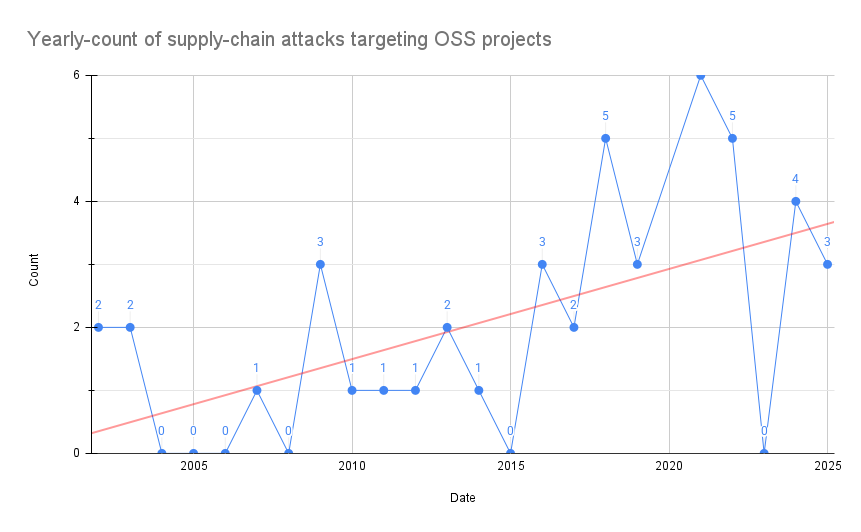 Yearly-count of supply-chain attacks targeting OSS projects
6
4
2
0
Count
2 2 0 0 0 1 0 3 1 1 1 2 1 0 3 2 5 3 5 0 4 3
2005 2010 2015 2020 2025
Date